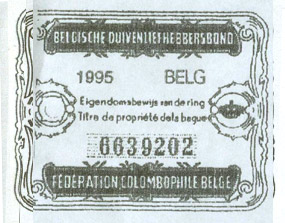 BELGISCHE DUIVENLIEFHEBBERSBOND
1995 BELG
Eigendomsbewijs van de ring
Titre de propriété de la bague
6639202
FÉDÉRATION COLOMBOPHILE BELGE